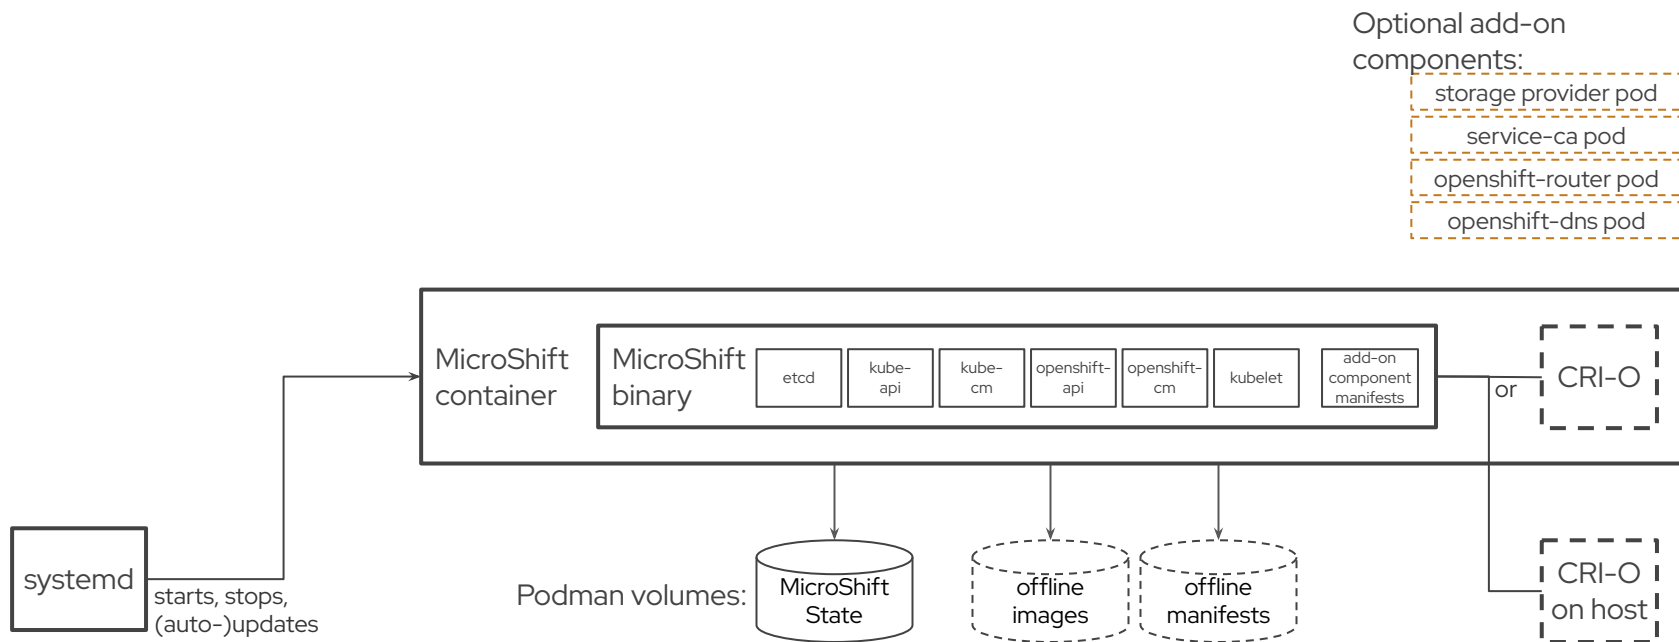 Optional add-on
components:
storage provider pod
service-ca pod
openshift-router pod
openshift-dns pod
MicroShift
container
MicroShift
binary
etcd
kube-
api
kube-
cm
openshift-
api
openshift-
cm
kubelet
add-on
component
manifests
or
CRI-O
systemd
starts, stops,
(auto-)updates
Podman volumes:
MicroShift
State
offline
images
offline
manifests
CRI-O
on host